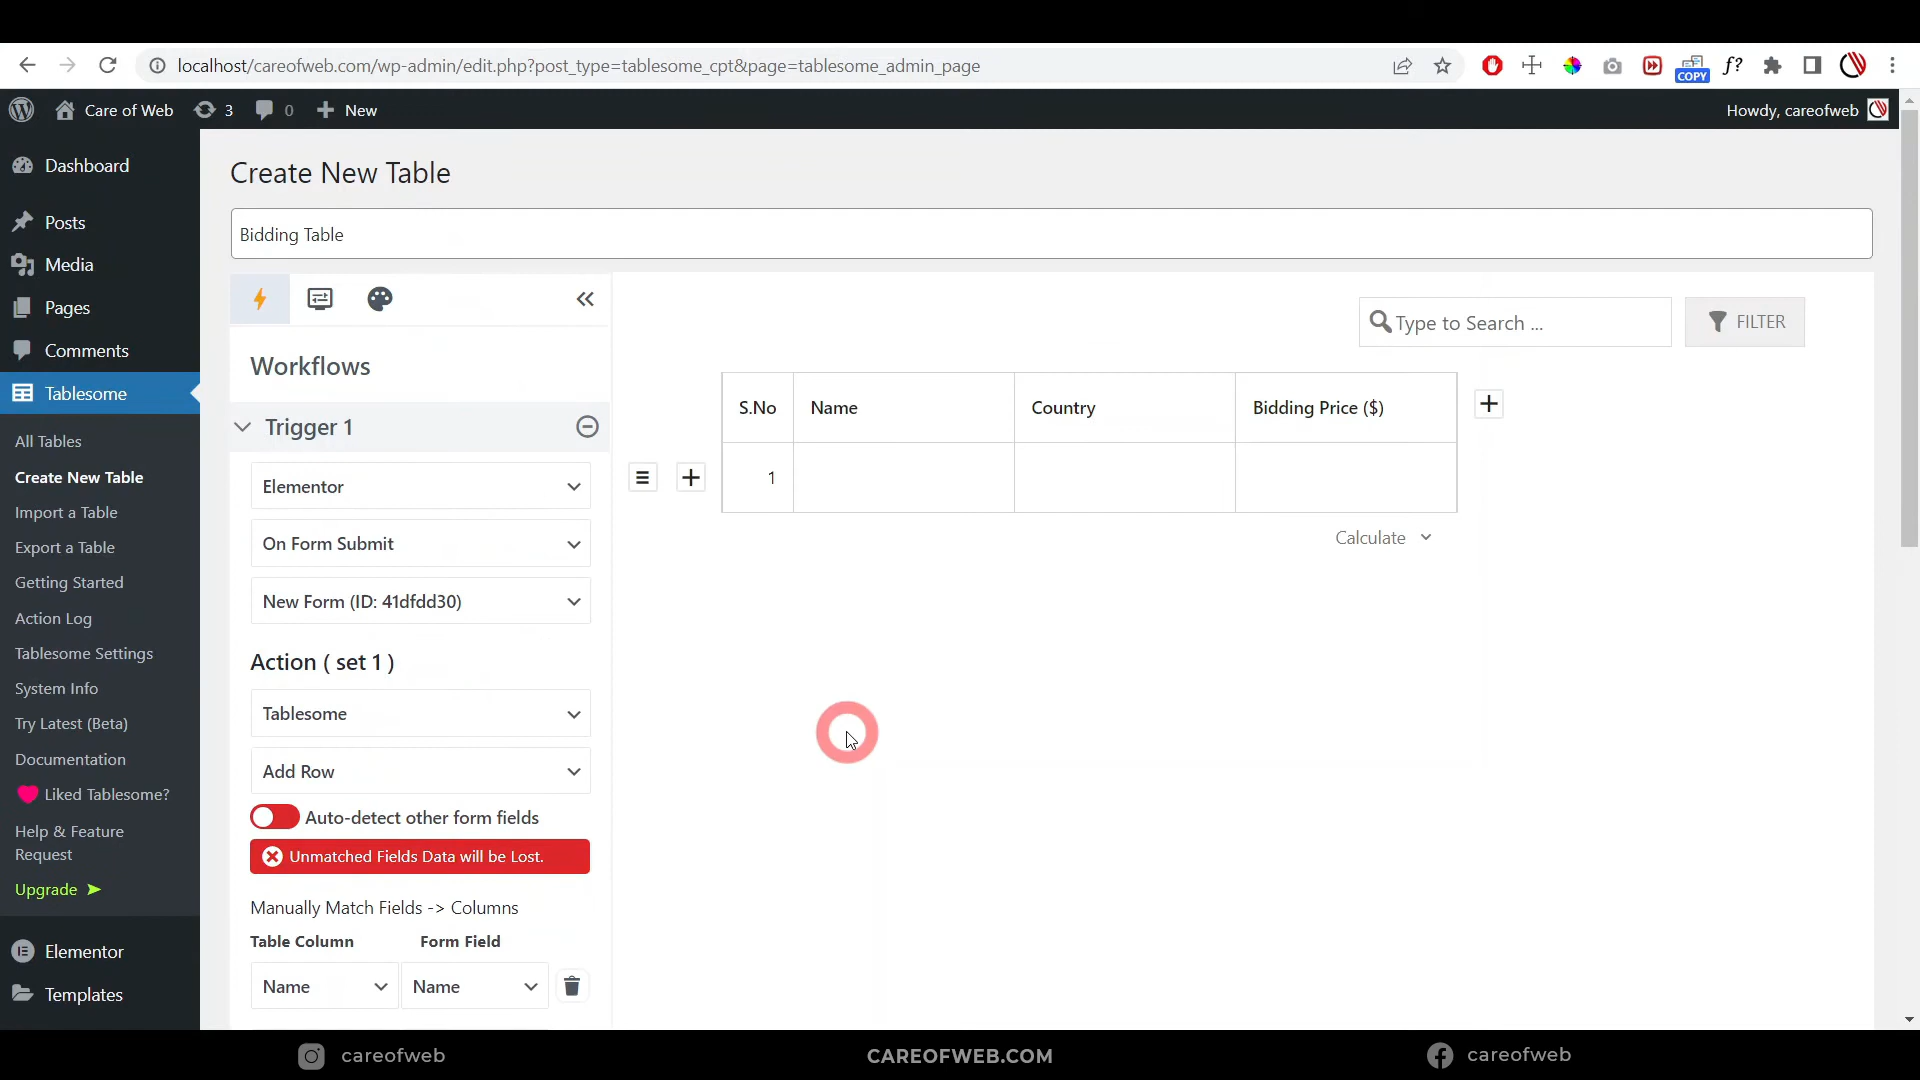 localhost/careofweb.com/wp-admin/edit.php?post_type=tablesome_cpt&page=tablesome_admin_page
COPY
f?
Care of Web
3
0
New
Howdy, careofweb
Dashboard
Posts
Media
Pages
Comments
Tablesome
All Tables
Create New Table
Import a Table
Export a Table
Getting Started
Action Log
Tablesome Settings
System Info
Try Latest (Beta)
Documentation
Liked Tablesome?
Help & Feature
Request
Upgrade ➤
Elementor
Templates
Create New Table
Bidding Table
Workflows
Trigger 1
Elementor
On Form Submit
New Form (ID: 41dfdd30)
Action ( set 1 )
Tablesome
Add Row
Auto-detect other form fields
Unmatched Fields Data will be Lost.
Manually Match Fields -> Columns
Table Column Form Field
Name Name
Type to Search ...
FILTER
S.No Name Country Bidding Price ($)
1
Calculate
careofweb
CAREOFWEB.COM
careofweb